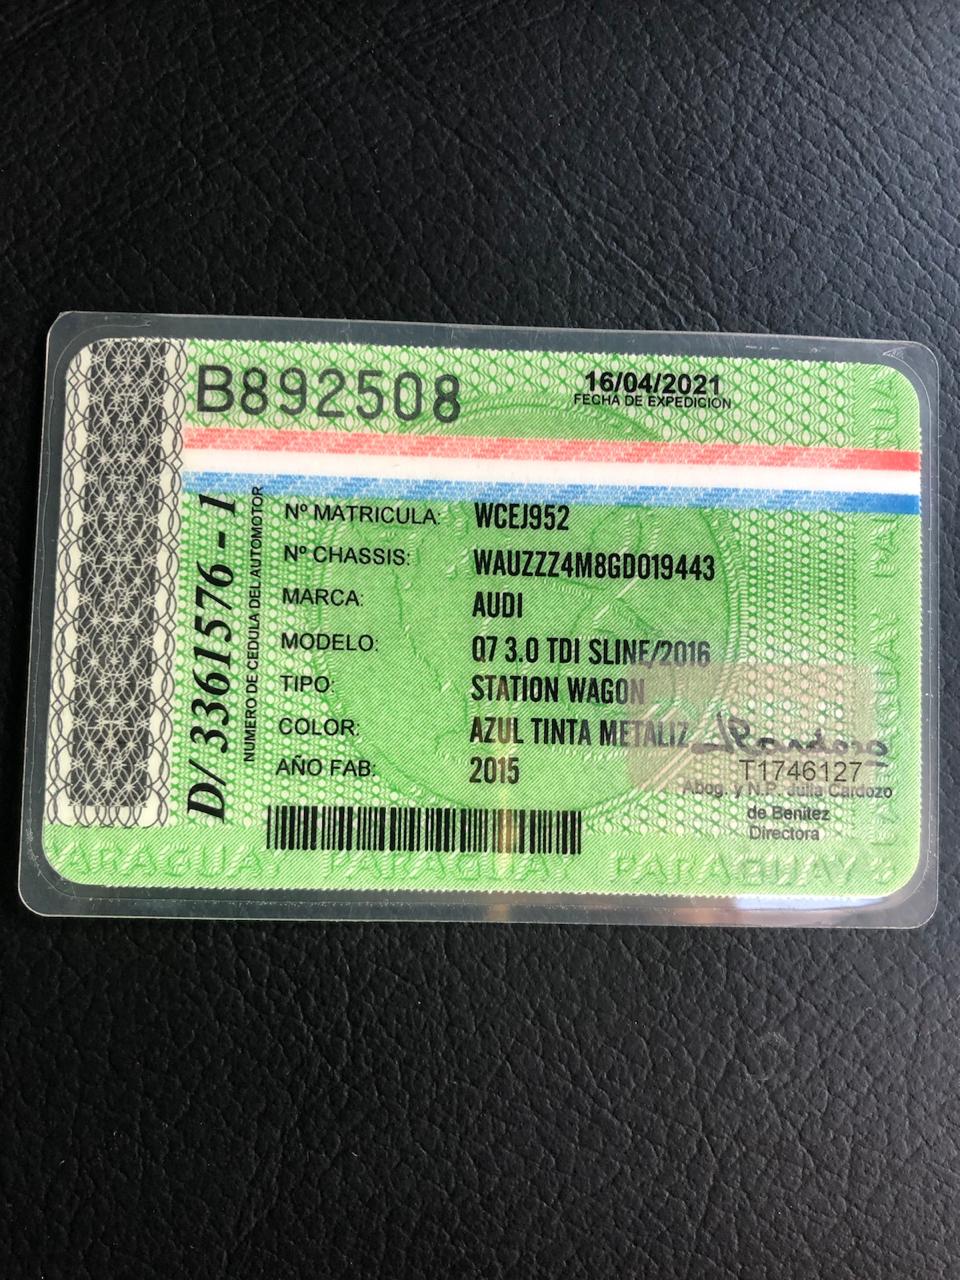 B892508
16/04/2021
FECHA DE EXPEDICION
D/ 3361576 - 1
NUMERO DE CEDULA DEL AUTOMOTOR
Nº MATRICULA: WCEJ952
Nº CHASSIS: WAUZZZ4M8GD019443
MARCA: AUDI
MODELO: Q7 3.0 TDI SLINE/2016
TIPO: STATION WAGON
COLOR: AZUL TINTA METALIZ
AÑO FAB: 2015
T1746127
Abog. y N.P. Julia Cardozo
de Benítez
Directora
PARAGUAY PARAGUAY PARAGUAY